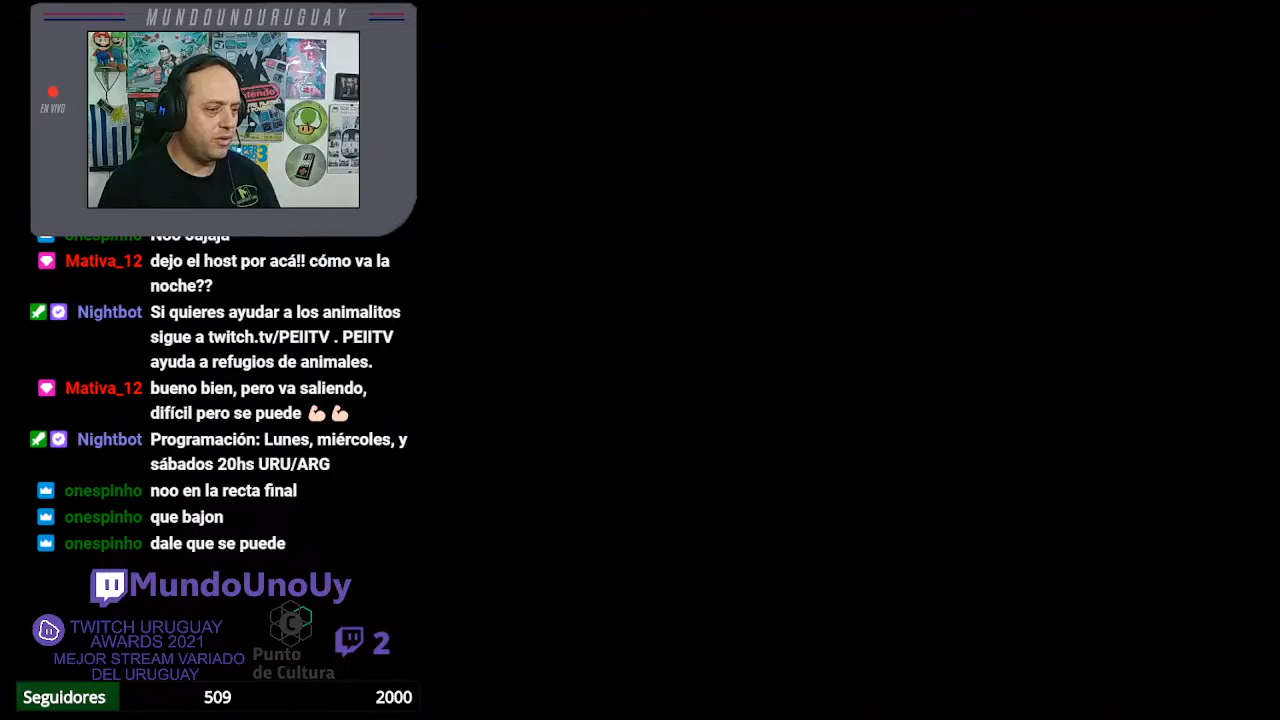 MUNDOUNOURUGUAY
EN VIVO
Nintendo
onespinho Noo Jajaja
Mativa_12 dejo el host por acá!! cómo va la
noche??
Nightbot Si quieres ayudar a los animalitos
sigue a twitch.tv/PEIITV . PEIITV
ayuda a refugios de animales.
Mativa_12 bueno bien, pero va saliendo,
difícil pero se puede 💪🏻 💪🏻
Nightbot Programación: Lunes, miércoles, y
sábados 20hs URU/ARG
onespinho noo en la recta final
onespinho que bajon
onespinho dale que se puede
MundoUnoUy
TWITCH URUGUAY
AWARDS 2021
MEJOR STREAM VARIADO
DEL URUGUAY
Punto
de Cultura
2
Seguidores 509 2000